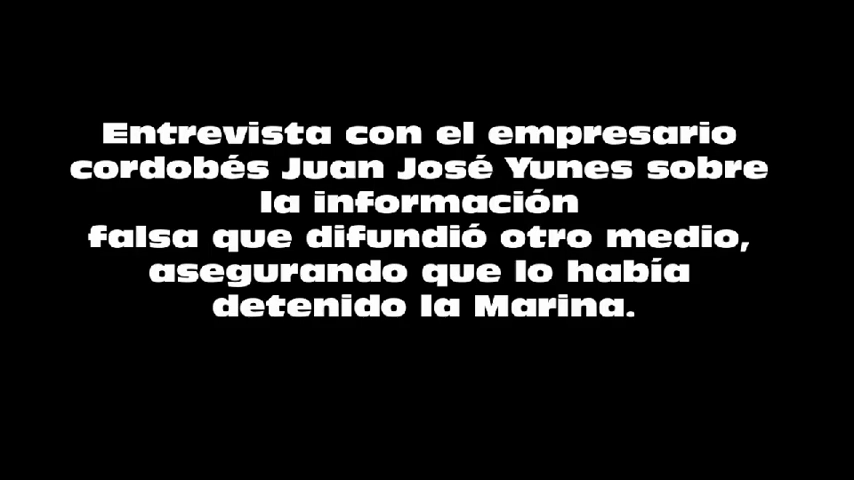 Entrevista con el empresario
cordobés Juan José Yunes sobre
la información
falsa que difundió otro medio,
asegurando que lo había
detenido la Marina.